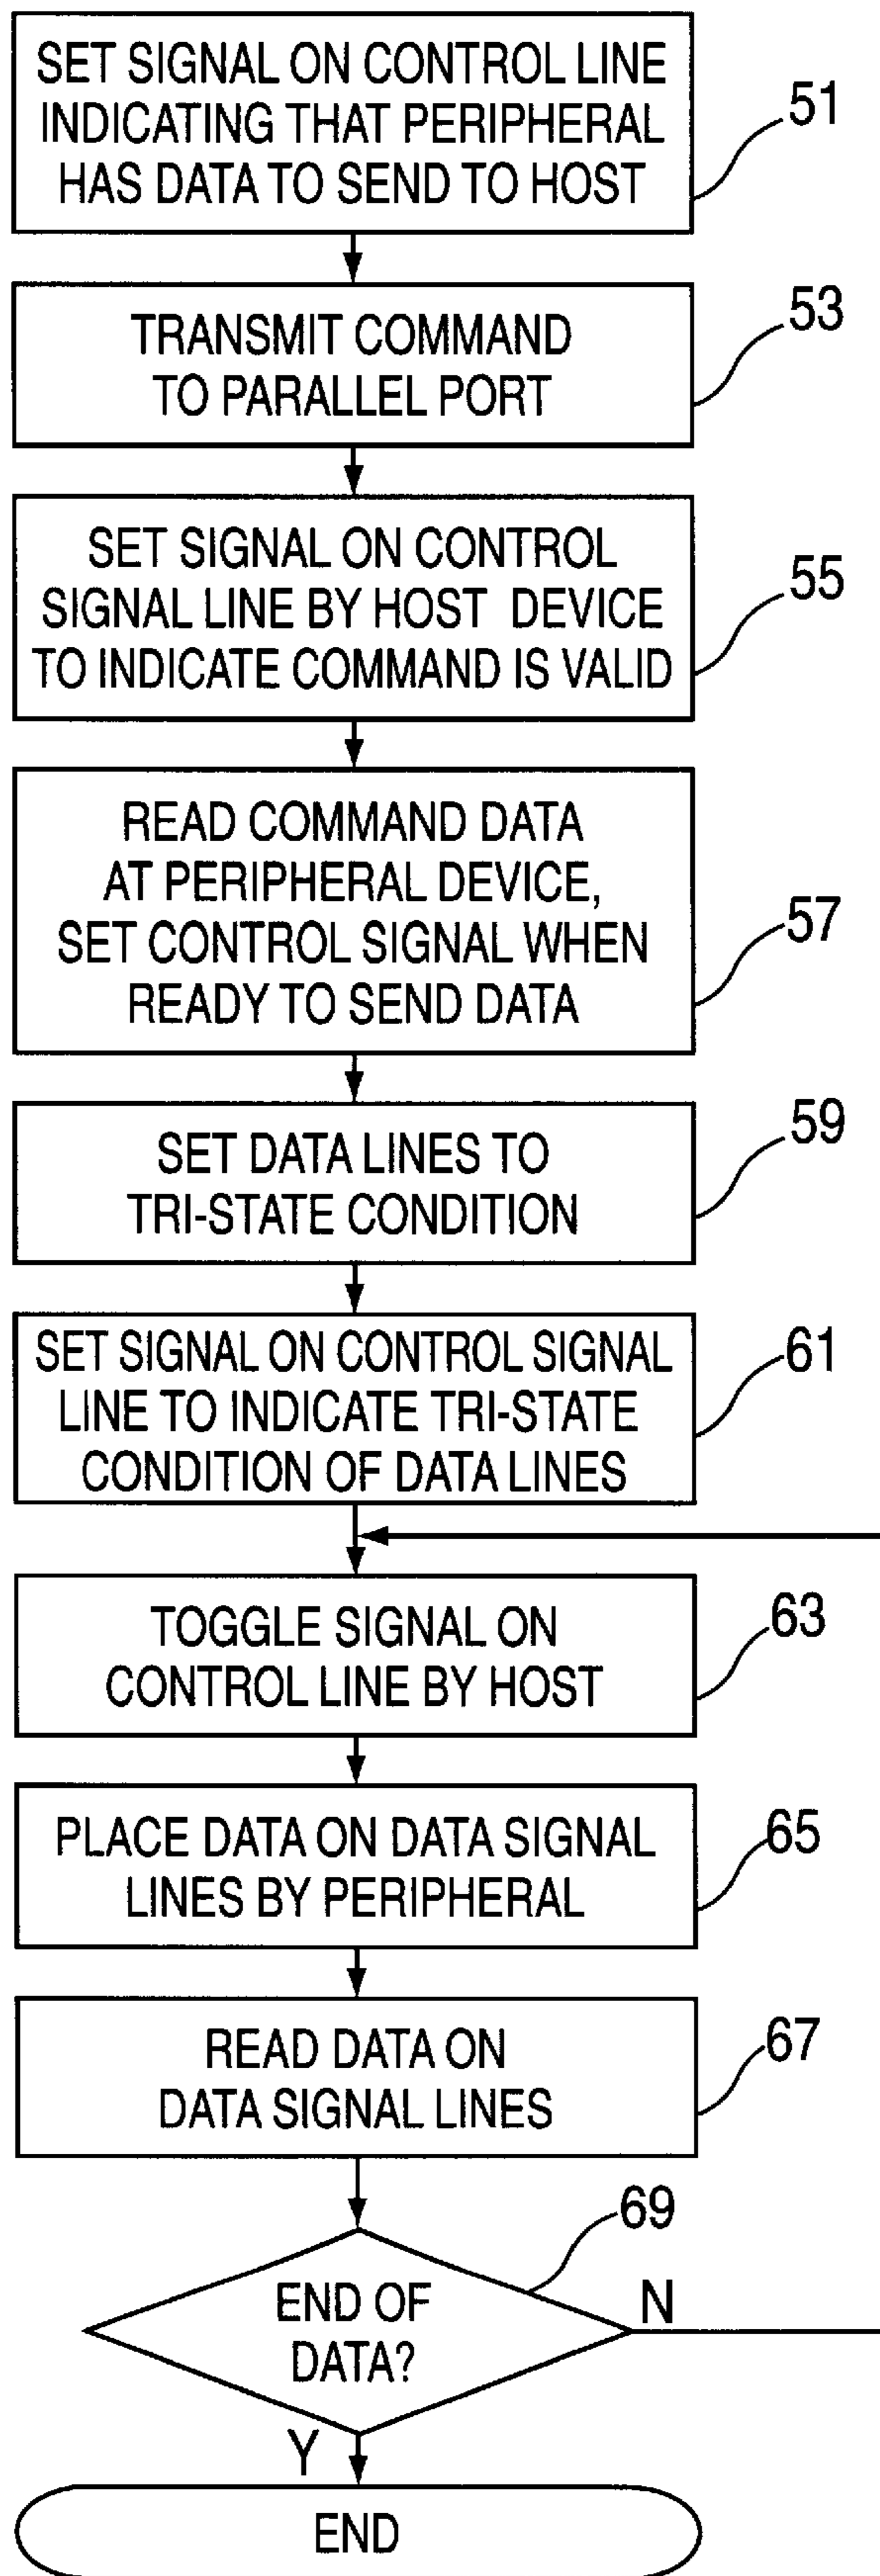 SET SIGNAL ON CONTROL LINE
INDICATING THAT PERIPHERAL
HAS DATA TO SEND TO HOST
51
TRANSMIT COMMAND
TO PARALLEL PORT
53
SET SIGNAL ON CONTROL
SIGNAL LINE BY HOST DEVICE
TO INDICATE COMMAND IS VALID
55
READ COMMAND DATA
AT PERIPHERAL DEVICE,
SET CONTROL SIGNAL WHEN
READY TO SEND DATA
57
SET DATA LINES TO
TRI-STATE CONDITION
59
SET SIGNAL ON CONTROL SIGNAL
LINE TO INDICATE TRI-STATE
CONDITION OF DATA LINES
61
TOGGLE SIGNAL ON
CONTROL LINE BY HOST
63
PLACE DATA ON DATA SIGNAL
LINES BY PERIPHERAL
65
READ DATA ON
DATA SIGNAL LINES
67
69
END OF
DATA?
N
Y
END